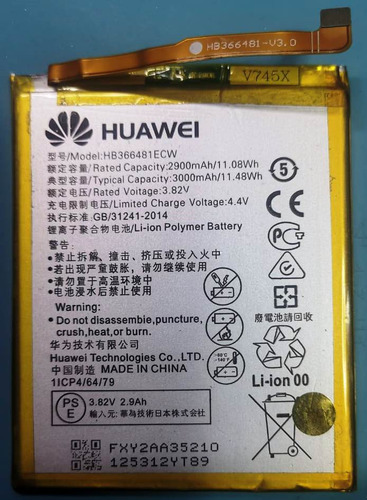 HB366481-V3.0
V745X
HUAWEI
型号/Model:HB366481ECW
额定容量/Rated Capacity:2900mAh/11.08Wh
典型容量/Typical Capacity:3000mAh/11.48Wh
额定电压/Rated Voltage:3.82V
充电限制电压/Limited Charge Voltage:4.4V
执行标准:GB/31241-2014
锂离子聚合物电池/Li-ion Polymer Battery
警告:
•禁止拆解、撞击、挤压或投入火中
•若出现严重鼓胀，请勿继续使用
•请勿置于高温环境中
•电池浸水后禁止使用
Warning:
•Do not disassemble,puncture,
crush,heat,or burn.
华为技术有限公司
Huawei Technologies Co.,LTD.
中国制造 MADE IN CHINA
1ICP4/64/79
5
廢電池請回收
-60℃
-140℉
Li-ion 00
PS
E
3.82V 2.9Ah
輸入元: 華為技術日本株式会社
FXY2AA35210
125312YT89